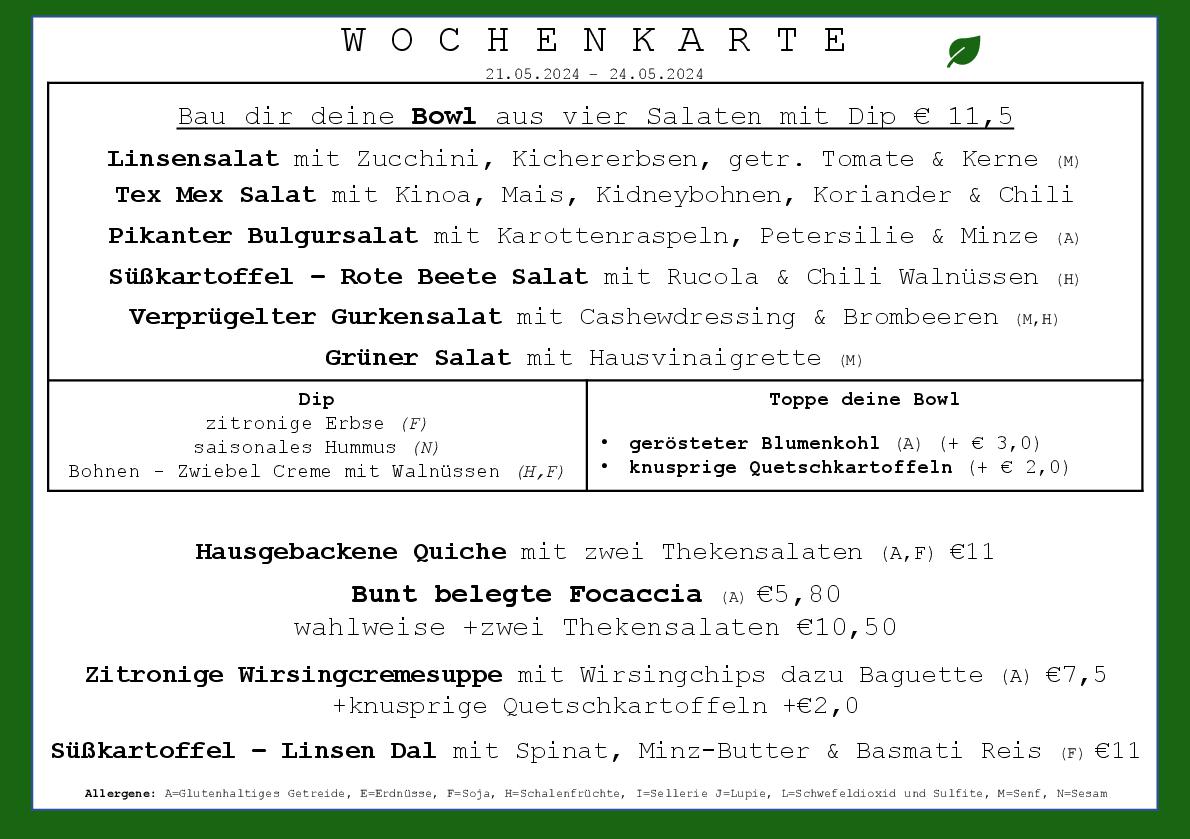 WOCHENKARTE
21.05.2024 – 24.05.2024
Bau dir deine Bowl aus vier Salaten mit Dip € 11,5
Linsensalat mit Zucchini, Kichererbsen, getr. Tomate & Kerne (M)
Tex Mex Salat mit Kinoa, Mais, Kidneybohnen, Koriander & Chili
Pikanter Bulgursalat mit Karottenraspeln, Petersilie & Minze (A)
Süßkartoffel – Rote Beete Salat mit Rucola & Chili Walnüssen (H)
Verprügelter Gurkensalat mit Cashewdressing & Brombeeren (M,H)
Grüner Salat mit Hausvinaigrette (M)
Dip
zitronige Erbse (F)
saisonales Hummus (N)
Bohnen - Zwiebel Creme mit Walnüssen (H,F)
Toppe deine Bowl
• gerösteter Blumenkohl (A) (+ € 3,0)
• knusprige Quetschkartoffeln (+ € 2,0)
Hausgebackene Quiche mit zwei Thekensalaten (A,F) €11
Bunt belegte Focaccia (A) €5,80
wahlweise +zwei Thekensalaten €10,50
Zitronige Wirsingcremesuppe mit Wirsingchips dazu Baguette (A) €7,5
+knusprige Quetschkartoffeln +€2,0
Süßkartoffel – Linsen Dal mit Spinat, Minz-Butter & Basmati Reis (F) €11
Allergene: A=Glutenhaltiges Getreide, E=Erdnüsse, F=Soja, H=Schalenfrüchte, I=Sellerie J=Lupie, L=Schwefeldioxid und Sulfite, M=Senf, N=Sesam